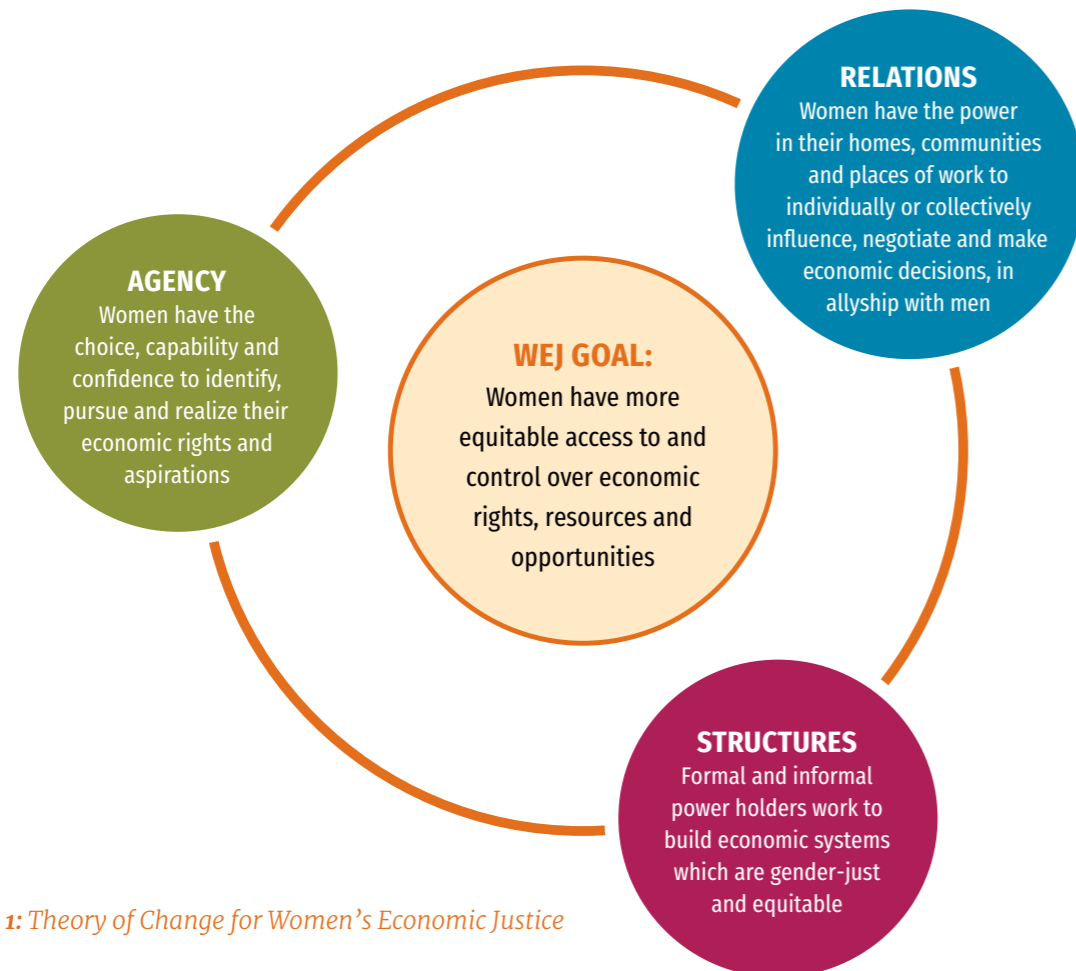 RELATIONS
Women have the power
in their homes, communities
and places of work to
individually or collectively
influence, negotiate and make
economic decisions, in
allyship with men
AGENCY
Women have the
choice, capability and
confidence to identify,
pursue and realize their
economic rights and
aspirations
WEJ GOAL:
Women have more
equitable access to and
control over economic
rights, resources and
opportunities
STRUCTURES
Formal and informal
power holders work to
build economic systems
which are gender-just
and equitable
1: Theory of Change for Women’s Economic Justice